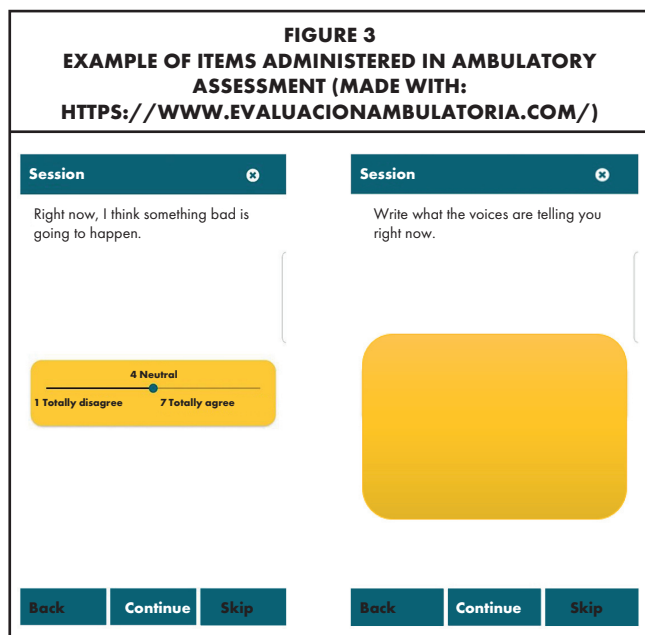 FIGURE 3
EXAMPLE OF ITEMS ADMINISTERED IN AMBULATORY
ASSESSMENT (MADE WITH:
HTTPS://WWW.EVALUACIONAMBULATORIA.COM/)
Session
Right now, I think something bad is
going to happen.
4 Neutral
1 Totally disagree 7 Totally agree
Back Continue Skip
Session
Write what the voices are telling you
right now.
Back Continue Skip